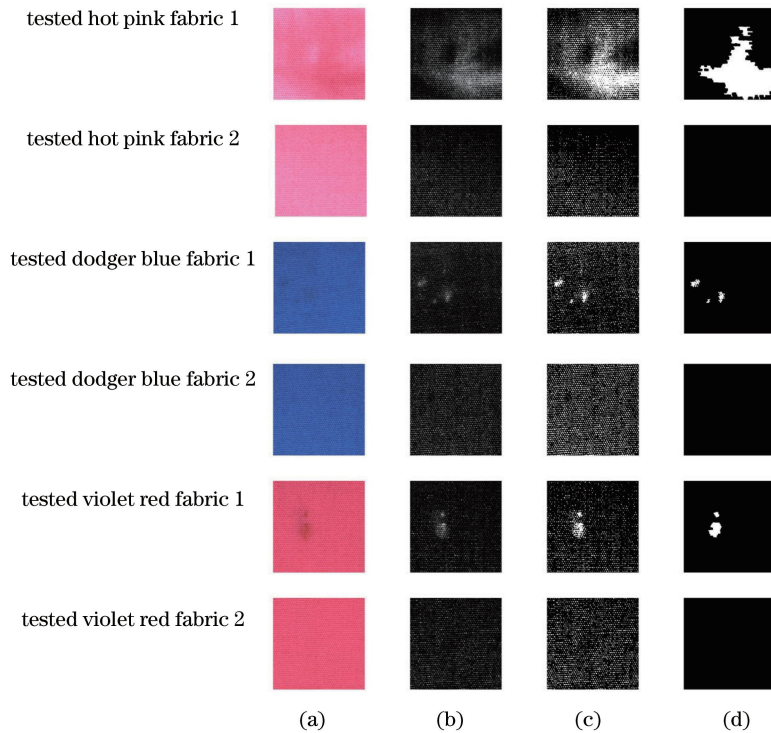 tested hot pink fabric 1
tested hot pink fabric 2
tested dodger blue fabric 1
tested dodger blue fabric 2
tested violet red fabric 1
tested violet red fabric 2
(a) (b) (c) (d)